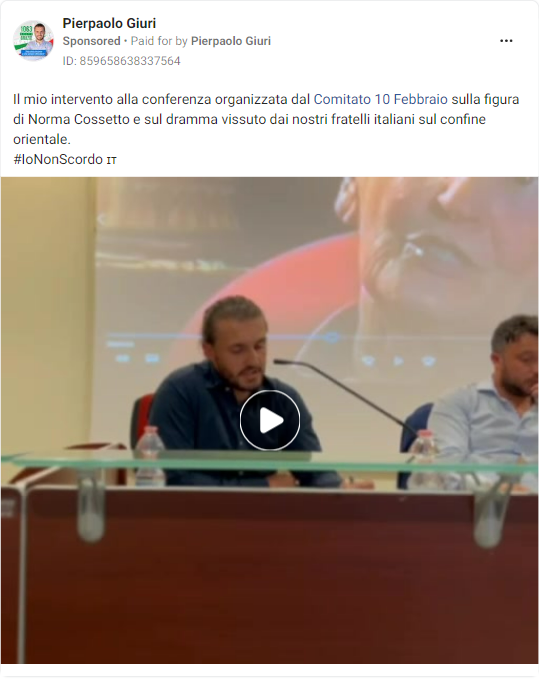 Pierpaolo Giuri
Sponsored • Paid for by Pierpaolo Giuri
ID: 859658638337564
Il mio intervento alla conferenza organizzata dal Comitato 10 Febbraio sulla figura
di Norma Cossetto e sul dramma vissuto dai nostri fratelli italiani sul confine
orientale.
#IoNonScordo ɪᴛ